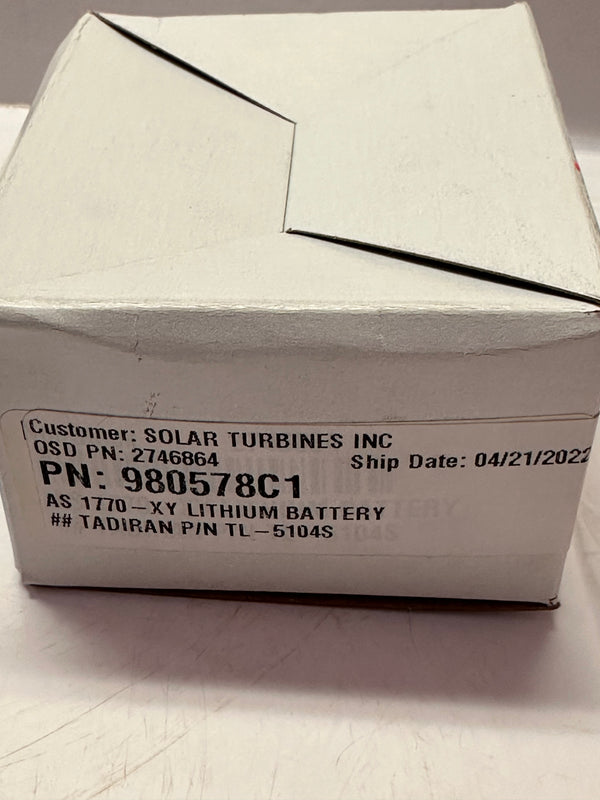 Customer: SOLAR TURBINES INC
OSD PN: 2746864 Ship Date: 04/21/2022
PN: 980578C1
AS 1770-XY LITHIUM BATTERY
## TADIRAN P/N TL-5104S